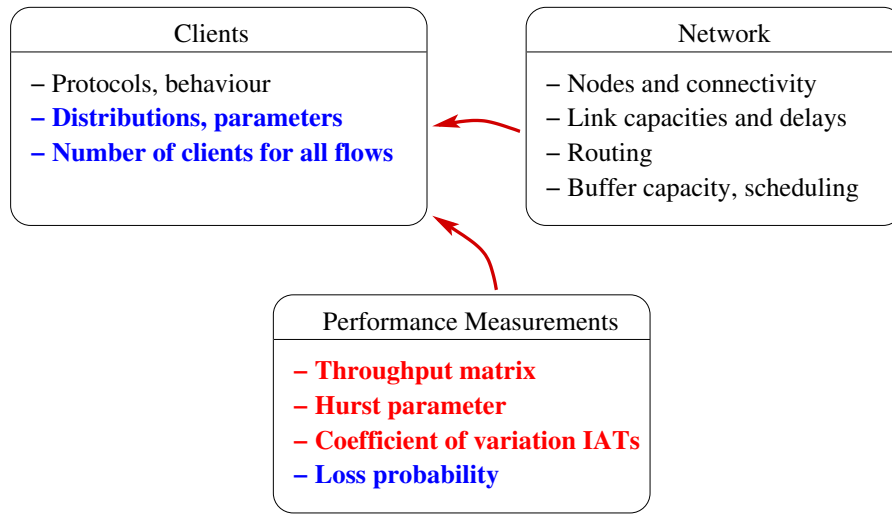 Clients
– Protocols, behaviour
– Distributions, parameters
– Number of clients for all flows
Network
– Nodes and connectivity
– Link capacities and delays
– Routing
– Buffer capacity, scheduling
Performance Measurements
– Throughput matrix
– Hurst parameter
– Coefficient of variation IATs
– Loss probability